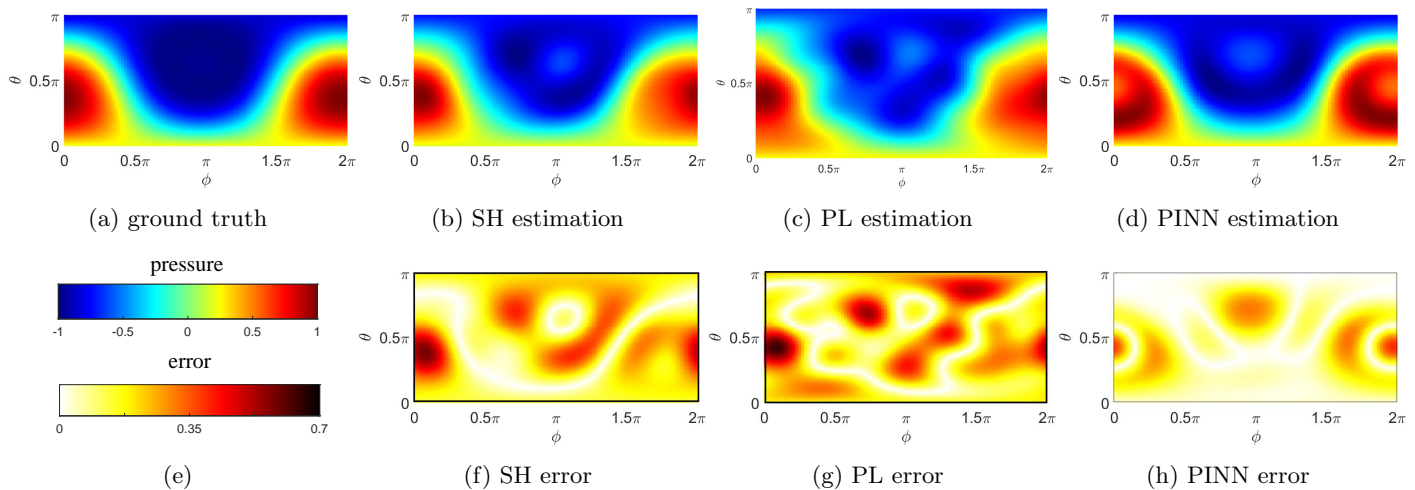 π
θ
0.5π
0
0
0.5π
π
1.5π
2π
ϕ
(a) ground truth
π
θ
0.5π
0
0
0.5π
π
1.5π
2π
ϕ
(b) SH estimation
π
θ
0.5π
0
0
0.5π
π
1.5π
2π
ϕ
(c) PL estimation
π
θ
0.5π
0
0
0.5π
π
1.5π
2π
ϕ
(d) PINN estimation
pressure
-1 -0.5 0 0.5 1
error
0 0.35 0.7
(e)
π
θ
0.5π
0
0
0.5π
π
1.5π
2π
ϕ
(f) SH error
π
θ
0.5π
0
0
0.5π
π
1.5π
2π
ϕ
(g) PL error
π
θ
0.5π
0
0
0.5π
π
1.5π
2π
ϕ
(h) PINN error